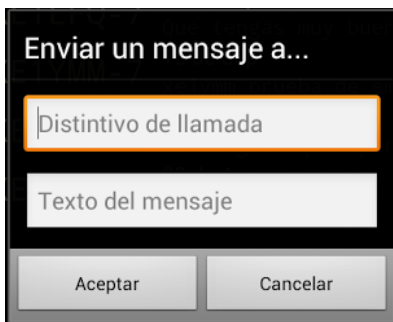 Enviar un mensaje a...
Distintivo de llamada
Texto del mensaje
Aceptar
Cancelar